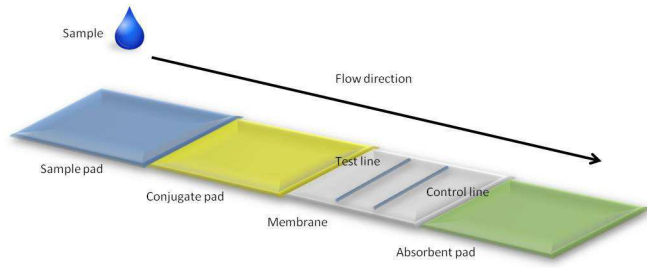 Sample
Flow direction
Test line
Sample pad
Control line
Conjugate pad
Membrane
Absorbent pad